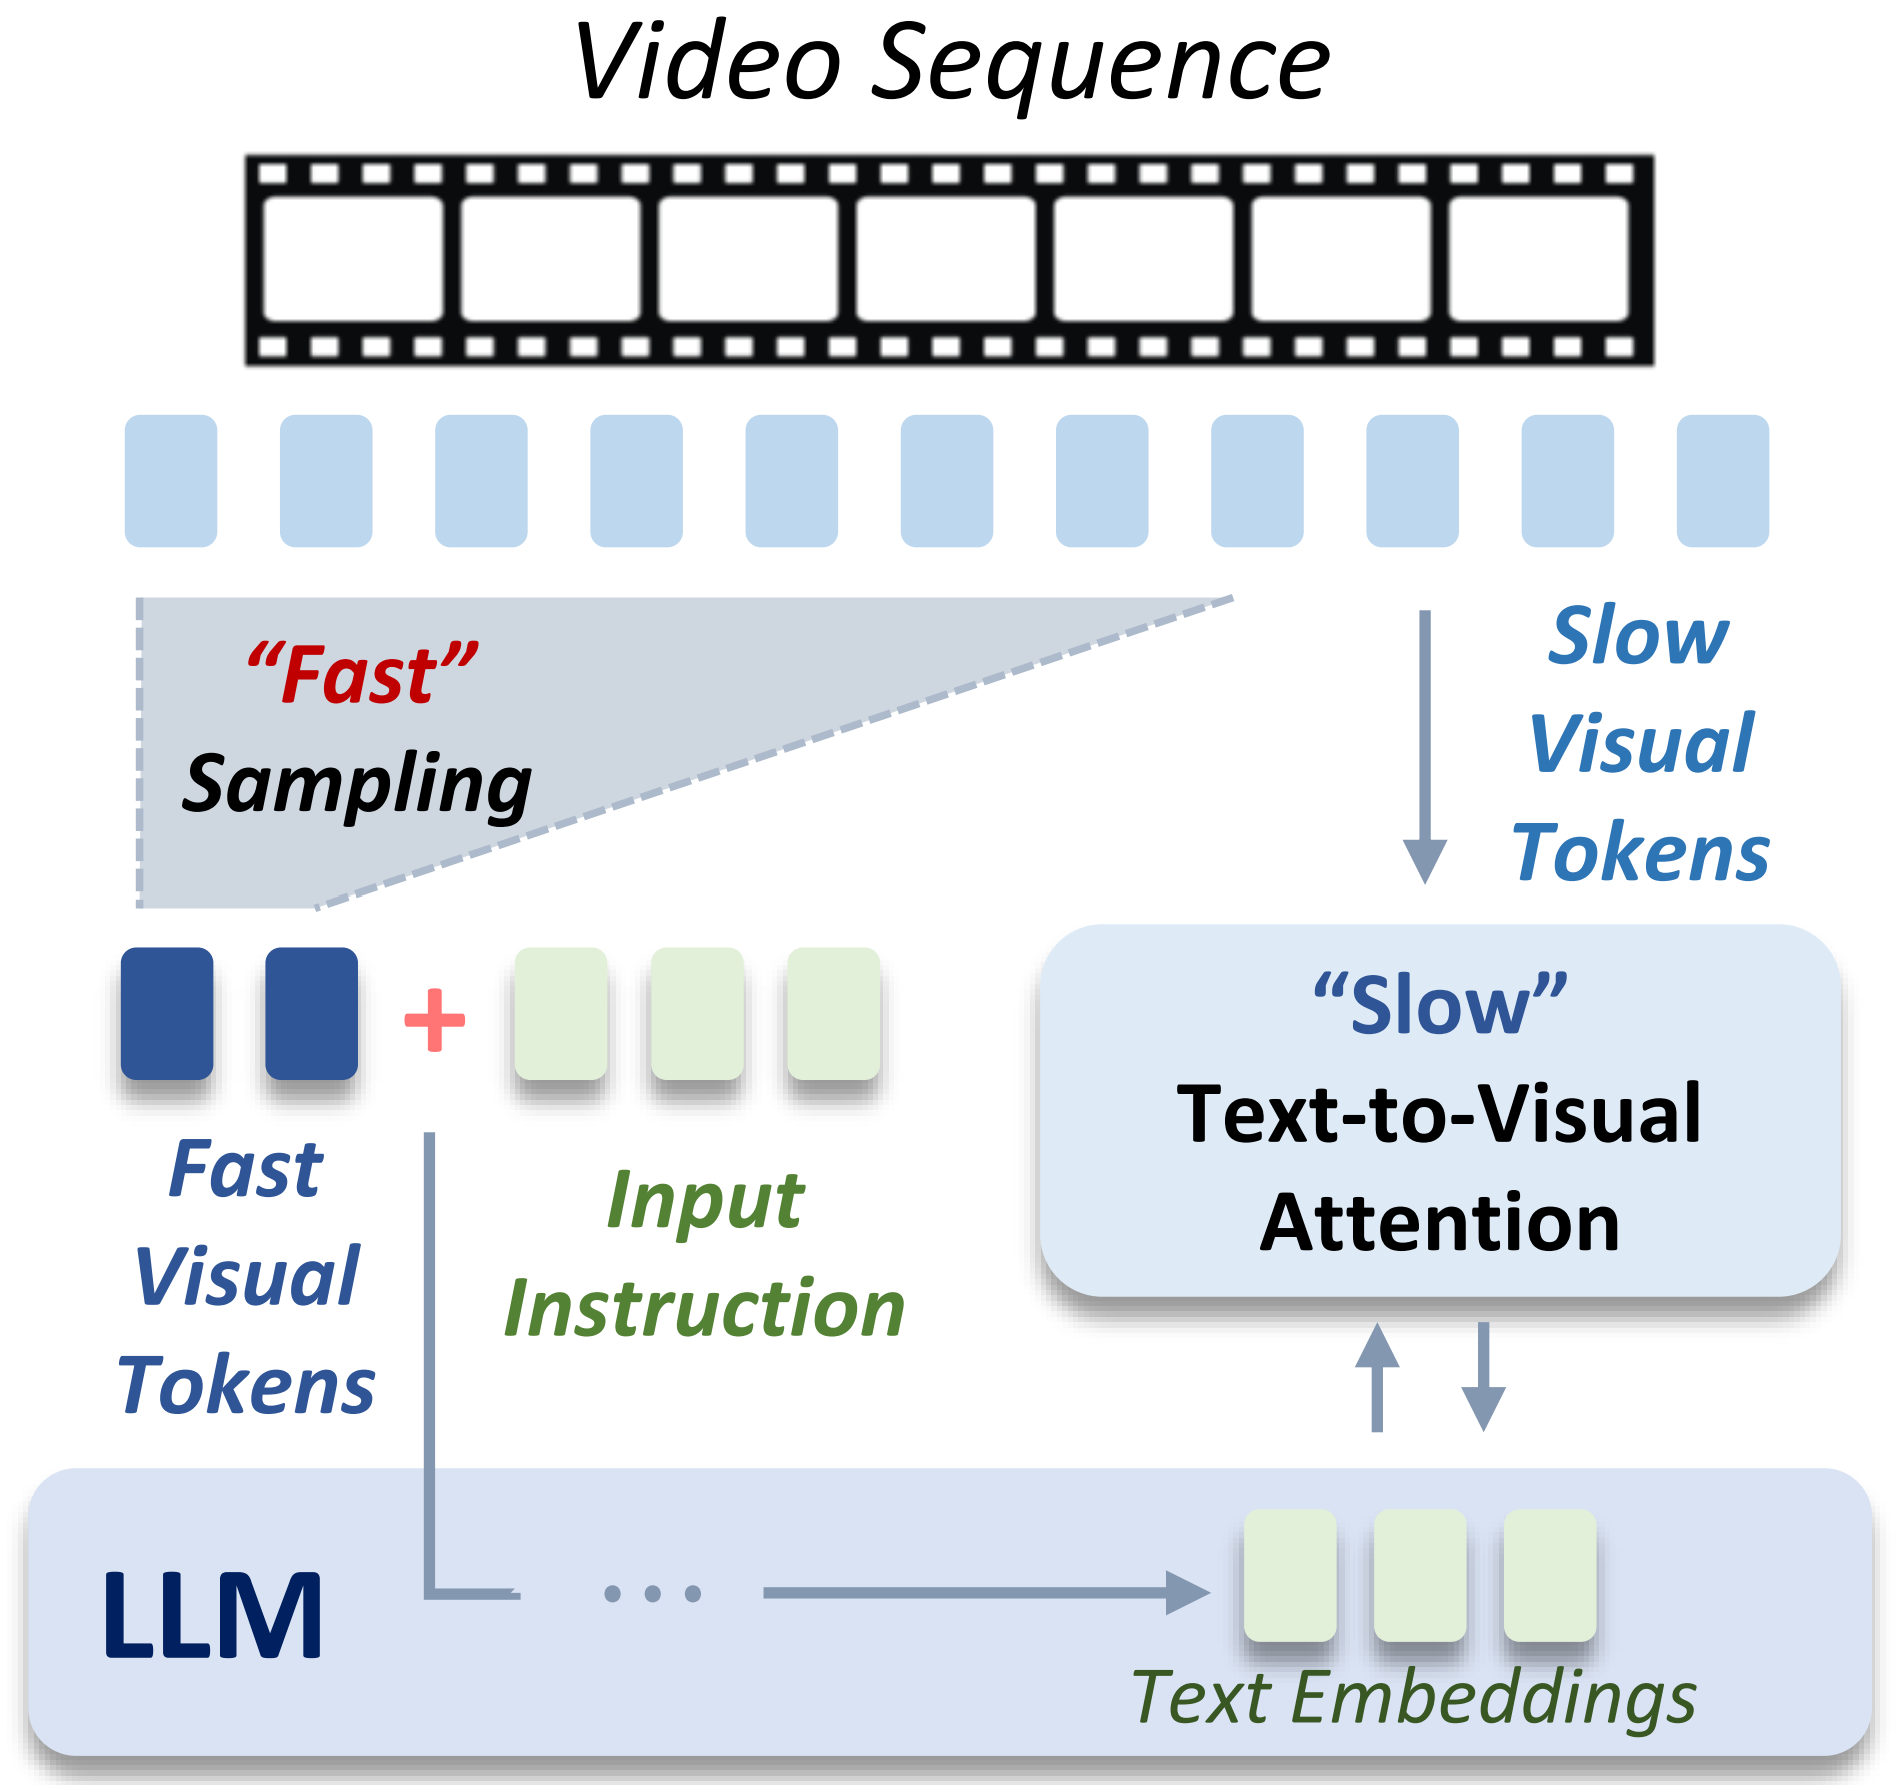 Video Sequence
“Fast”
Sampling
Slow
Visual
Tokens
Fast
Visual
Tokens
Input
Instruction
“Slow”
Text-to-Visual
Attention
LLM
Text Embeddings